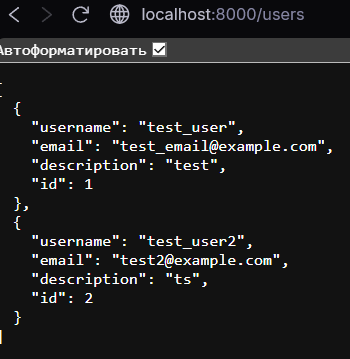 localhost:8000/users
Автоформатировать
[
  {
    "username": "test_user",
    "email": "test_email@example.com",
    "description": "test",
    "id": 1
  },
  {
    "username": "test_user2",
    "email": "test2@example.com",
    "description": "ts",
    "id": 2
  }
]